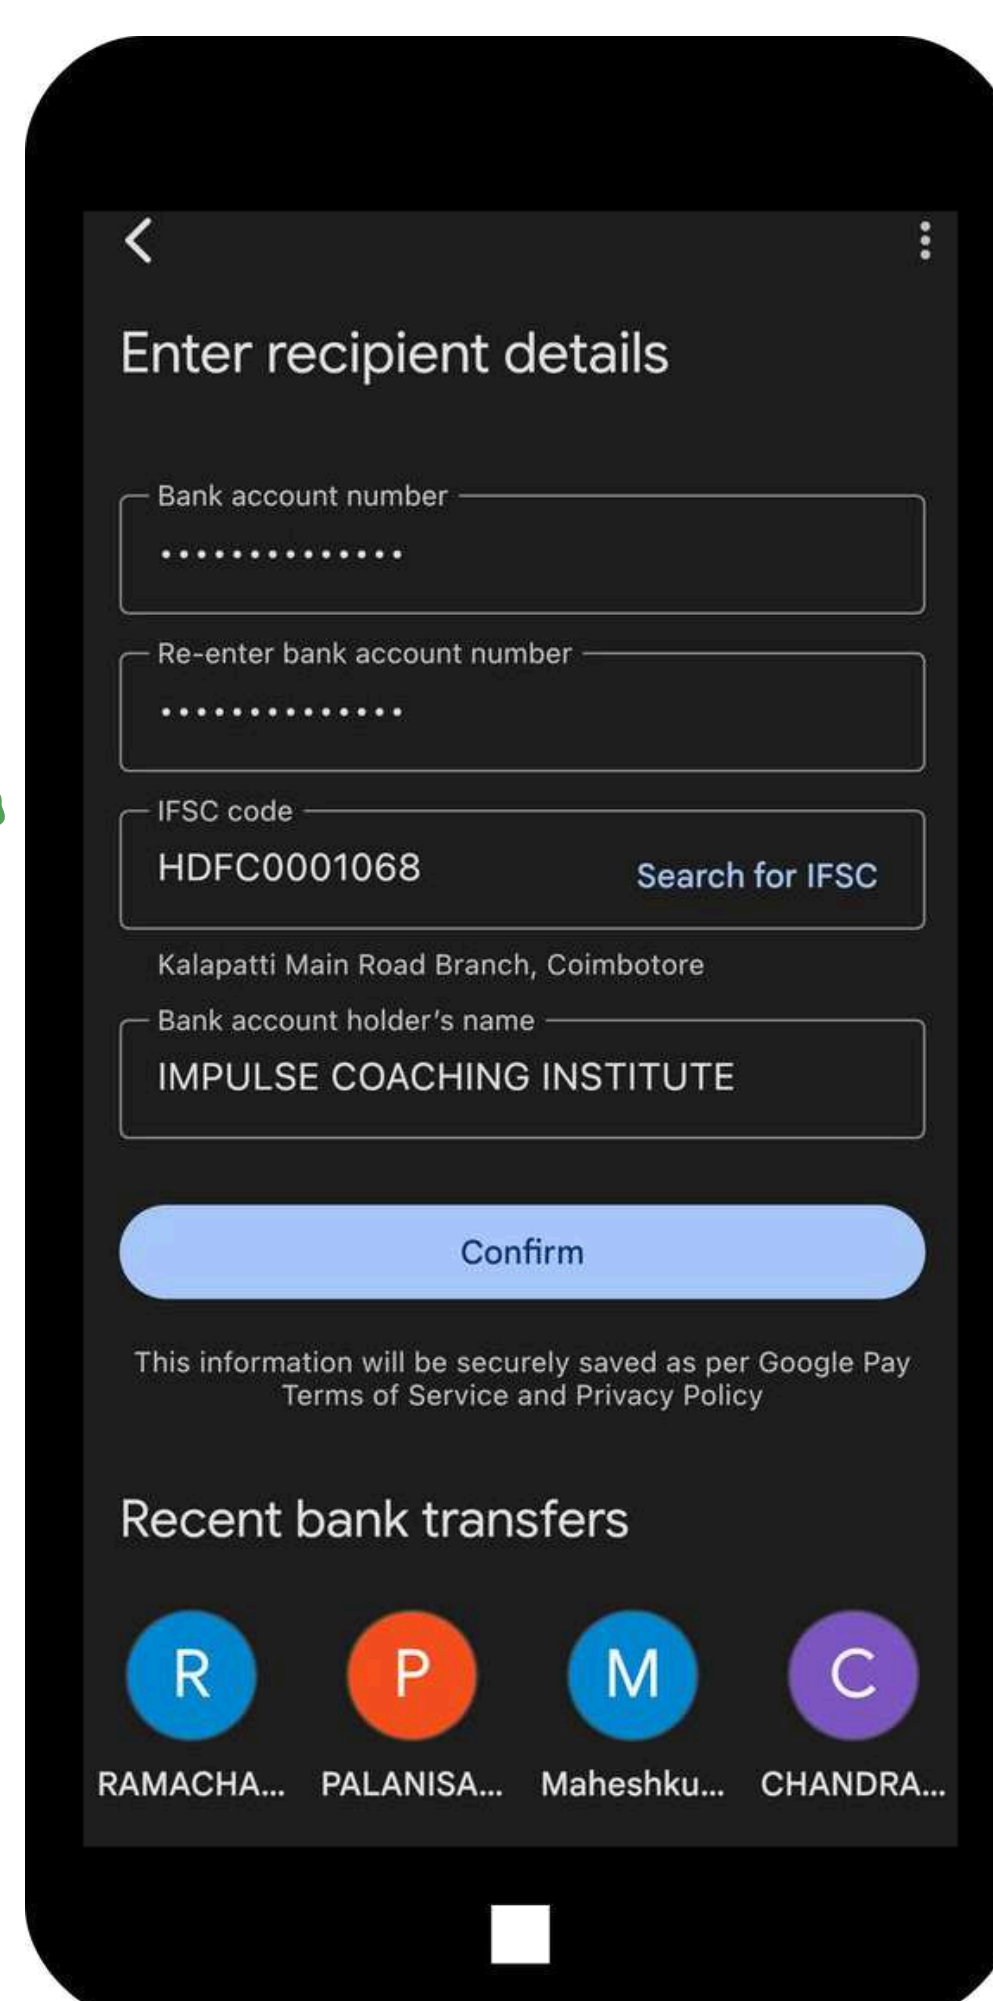 Enter recipient details
Bank account number
••••••••••••••
Re-enter bank account number
••••••••••••••
IFSC code
HDFC0001068
Search for IFSC
Kalapatti Main Road Branch, Coimbotore
Bank account holder's name
IMPULSE COACHING INSTITUTE
Confirm
This information will be securely saved as per Google Pay
Terms of Service and Privacy Policy
Recent bank transfers
R P M C
RAMACHA... PALANISA... Maheshku... CHANDRA...